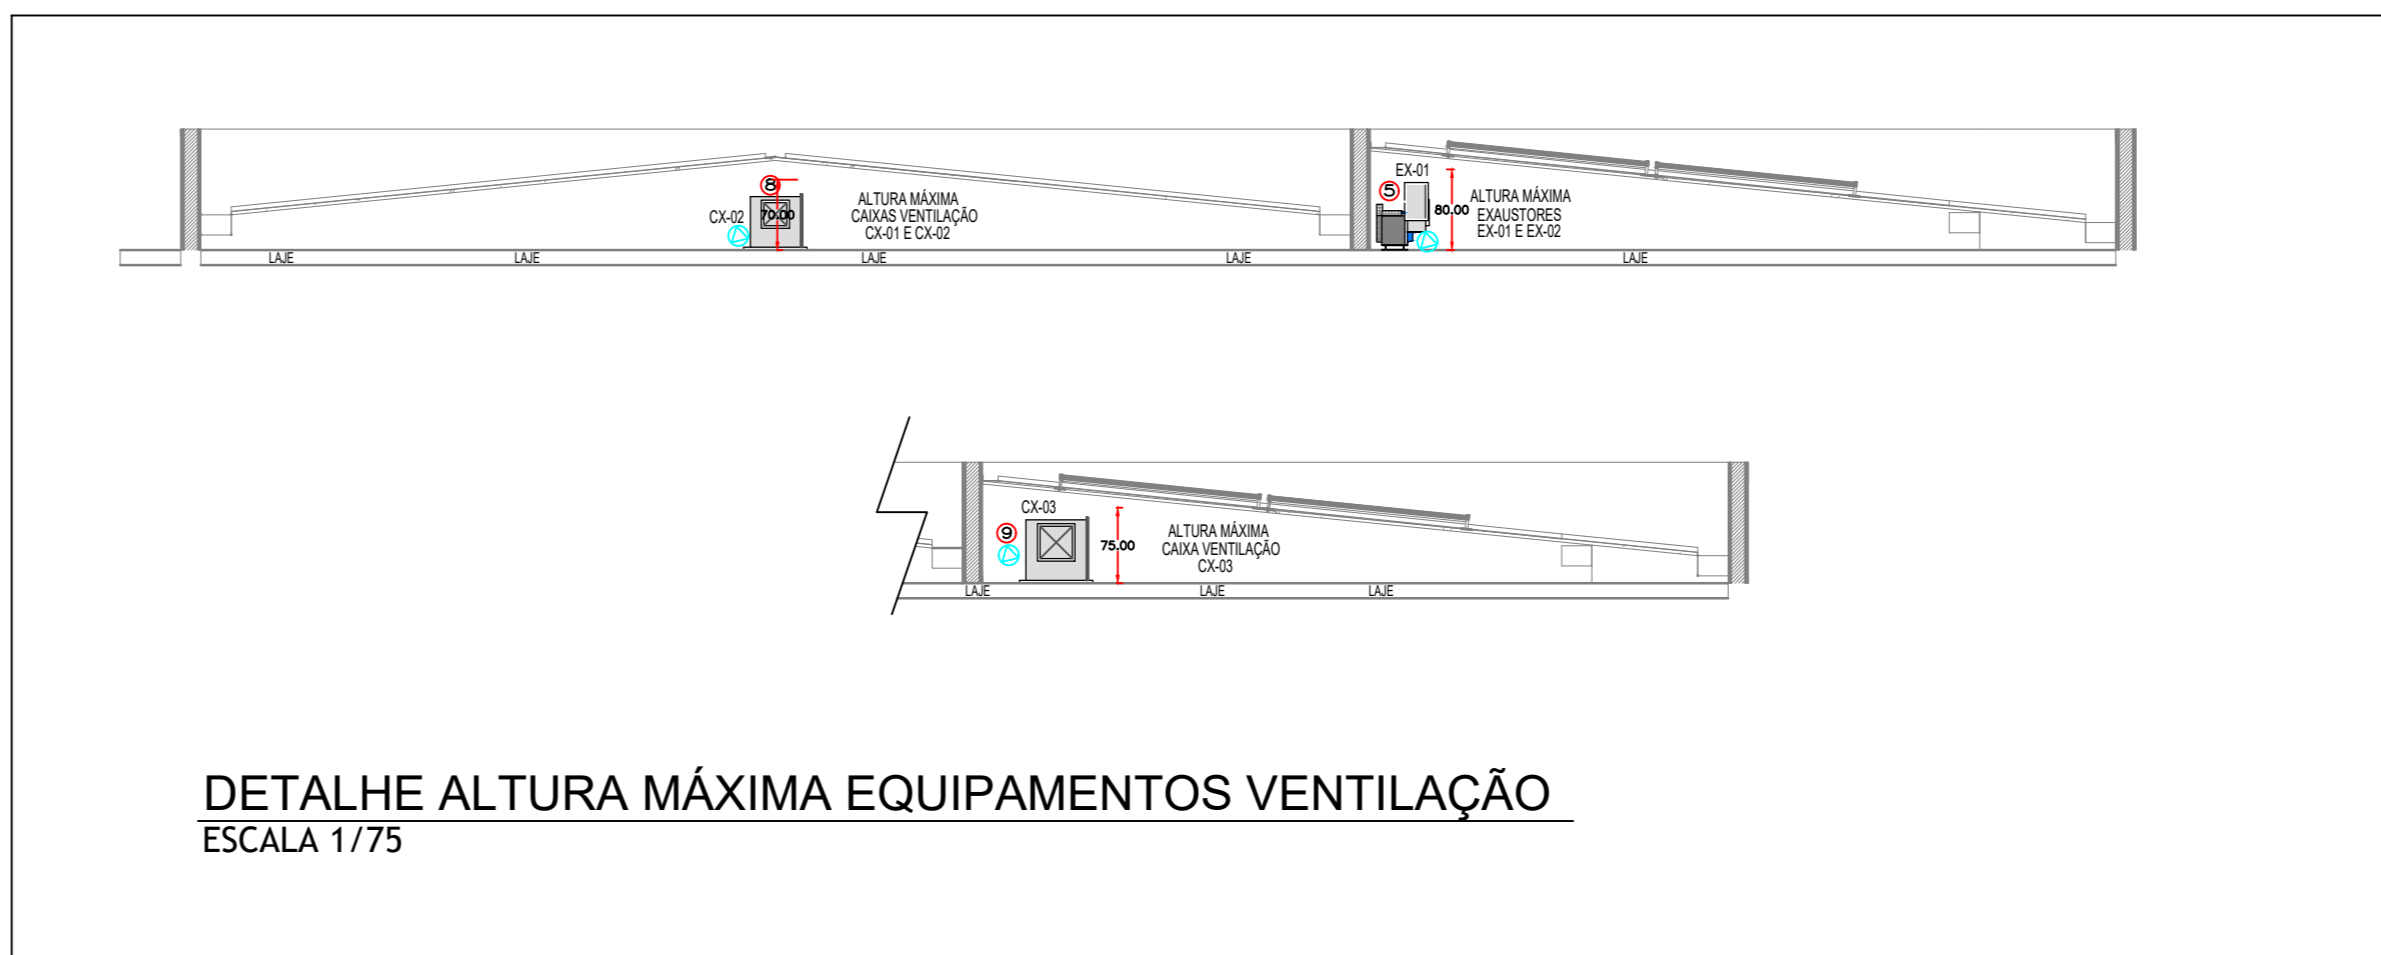 EX-01
8
5
CX-02
70.00
ALTURA MÁXIMA
CAIXAS VENTILAÇÃO
CX-01 E CX-02
80.00
ALTURA MÁXIMA
EXAUSTORES
EX-01 E EX-02
LAJE
LAJE
LAJE
LAJE
LAJE
CX-03
9
75.00
ALTURA MÁXIMA
CAIXA VENTILAÇÃO
CX-03
LAJE
LAJE
LAJE
DETALHE ALTURA MÁXIMA EQUIPAMENTOS VENTILAÇÃO
ESCALA 1/75